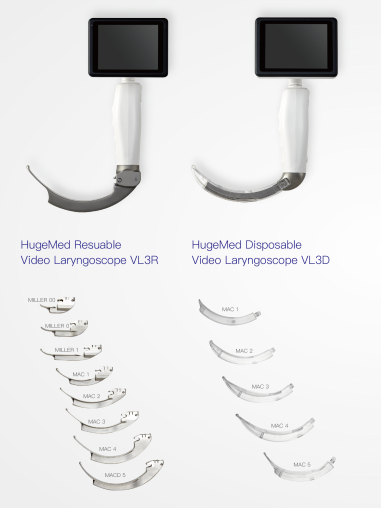 HugeMed Resuable
Video Laryngoscope VL3R
HugeMed Disposable
Video Laryngoscope VL3D
MILLER 00
MILLER 0
MILLER 1
MAC 1
MAC 2
MAC 3
MAC 4
MACD 5
MAC 1
MAC 2
MAC 3
MAC 4
MAC 5